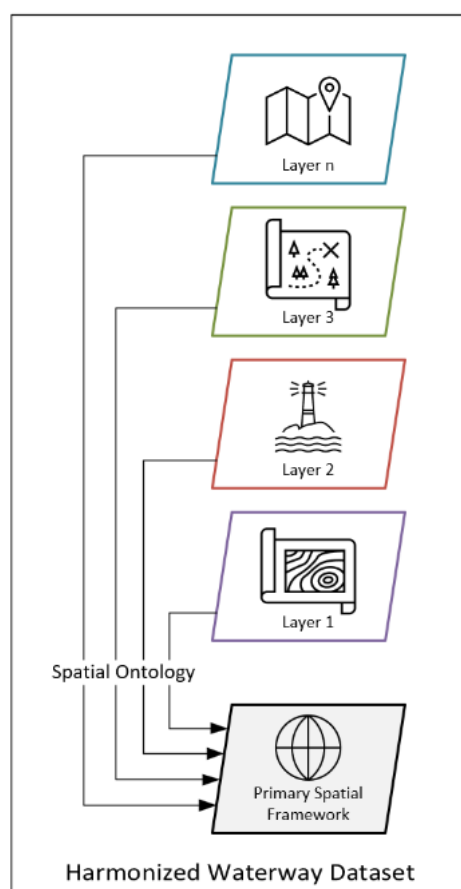 Layer n
Layer 3
Layer 2
Layer 1
Spatial Ontology
Primary Spatial
Framework
Harmonized Waterway Dataset